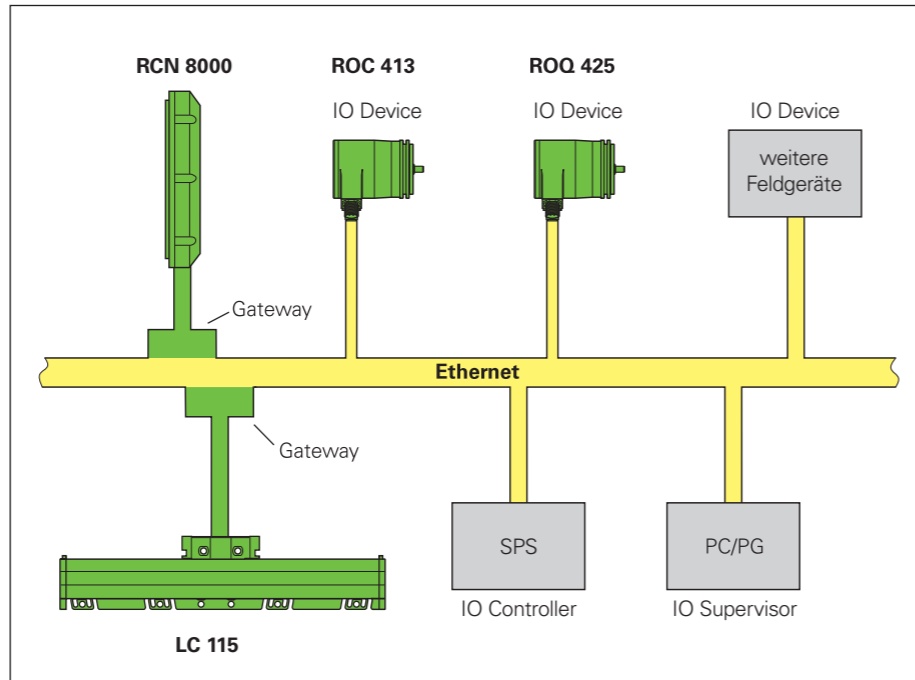 RCN 8000
ROC 413
ROQ 425
IO Device
IO Device
IO Device
weitere
Feldgeräte
Gateway
Ethernet
Gateway
SPS
PC/PG
IO Controller
IO Supervisor
LC 115